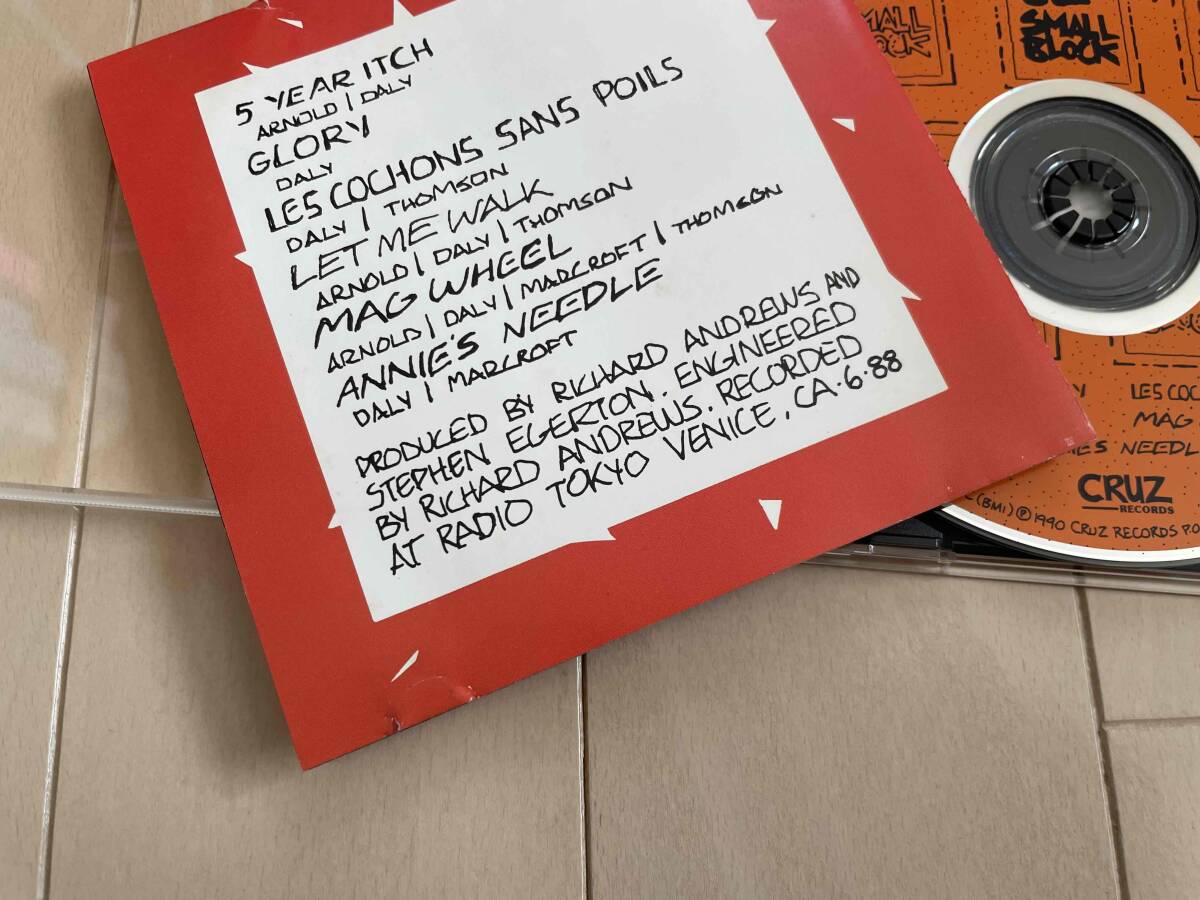 5 YEAR ITCH
ARNOLD | DALY
GLORY
DALY
LES COCHONS SANS POILS
DALY | THOMSON
LET ME WALK
ARNOLD | DALY | THOMSON
MAG WHEEL
ARNOLD | DALY | MARCROFT | THOMSON
ANNIE'S NEEDLE
DALY | MARCROFT
PRODUCED BY RICHARD ANDREWS AND
STEPHEN EGERTON. ENGINEERED
BY RICHARD ANDREWS. RECORDED
AT RADIO TOKYO VENICE, CA·6·88
SMALL
BLOCK
SMALL
BLOCK
LES COC
MAG
NEEDL
CRUZ
RECORDS
(BMI) ℗ 1990 CRUZ RECORDS P.O